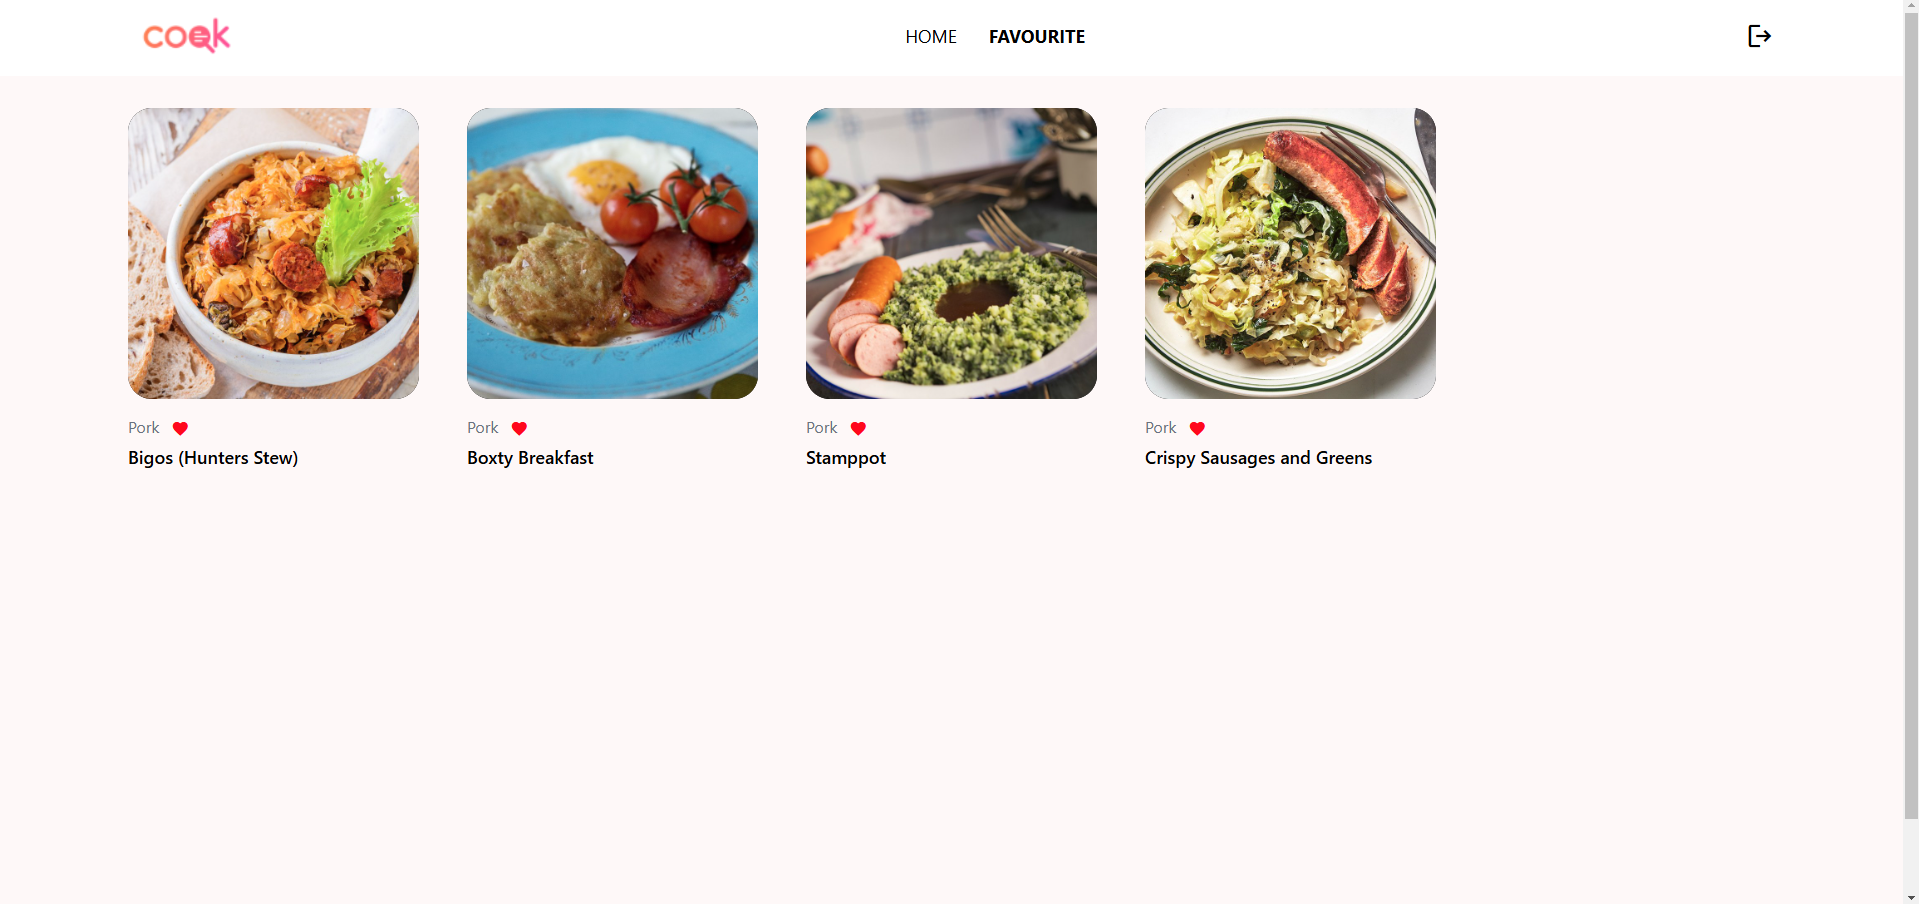 cook
HOME
FAVOURITE
Pork
Bigos (Hunters Stew)
Pork
Boxty Breakfast
Pork
Stamppot
Pork
Crispy Sausages and Greens